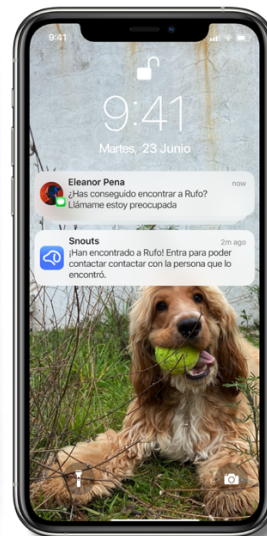 9:41
9:41
Martes, 23 Junio
Eleanor Pena
now
¿Has conseguido encontrar a Rufo?
Llámame estoy preocupada
Snouts
2m ago
¡Han encontrado a Rufo! Entra para poder
contactar contactar con la persona que lo
encontró.